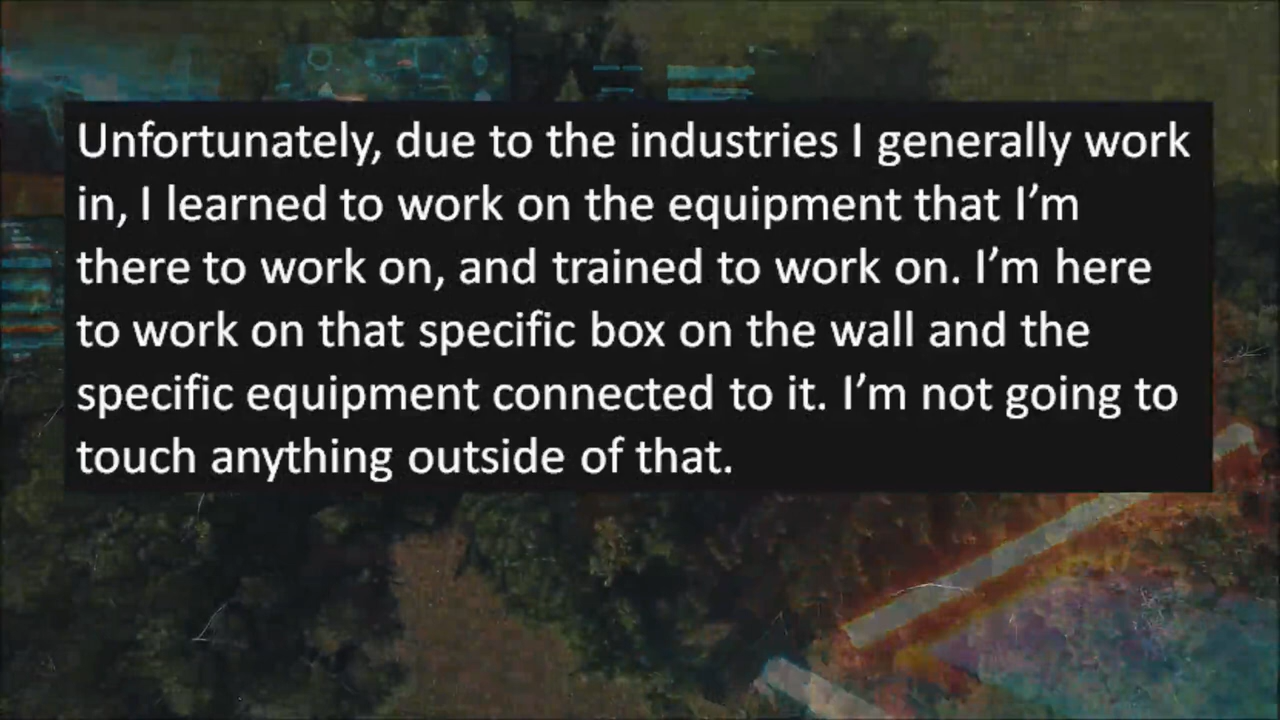 Unfortunately, due to the industries I generally work
in, I learned to work on the equipment that I’m
there to work on, and trained to work on. I’m here
to work on that specific box on the wall and the
specific equipment connected to it. I’m not going to
touch anything outside of that.